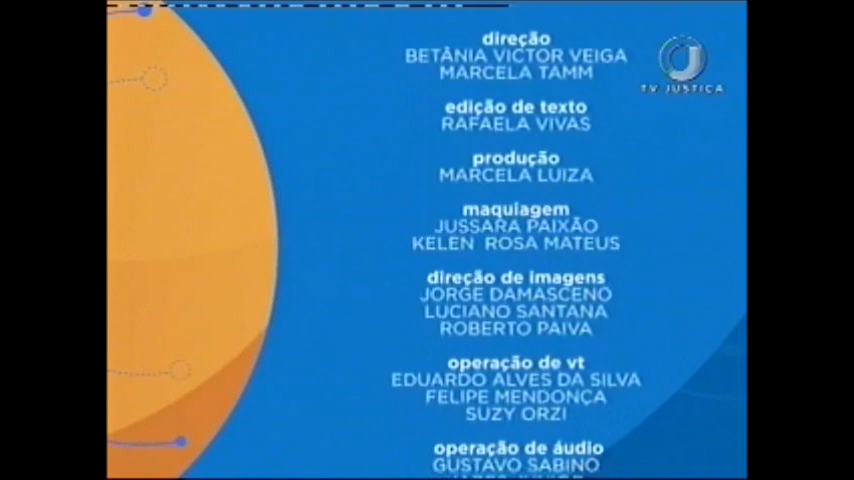 direção
BETÂNIA VICTOR VEIGA
MARCELA TAMM
TV JUSTIÇA
edição de texto
RAFAELA VIVAS
produção
MARCELA LUIZA
maquiagem
JUSSARA PAIXÃO
KELEN ROSA MATEUS
direção de imagens
JORGE DAMASCENO
LUCIANO SANTANA
ROBERTO PAIVA
operação de vt
EDUARDO ALVES DA SILVA
FELIPE MENDONÇA
SUZY ORZI
operação de áudio
GUSTAVO SABINO